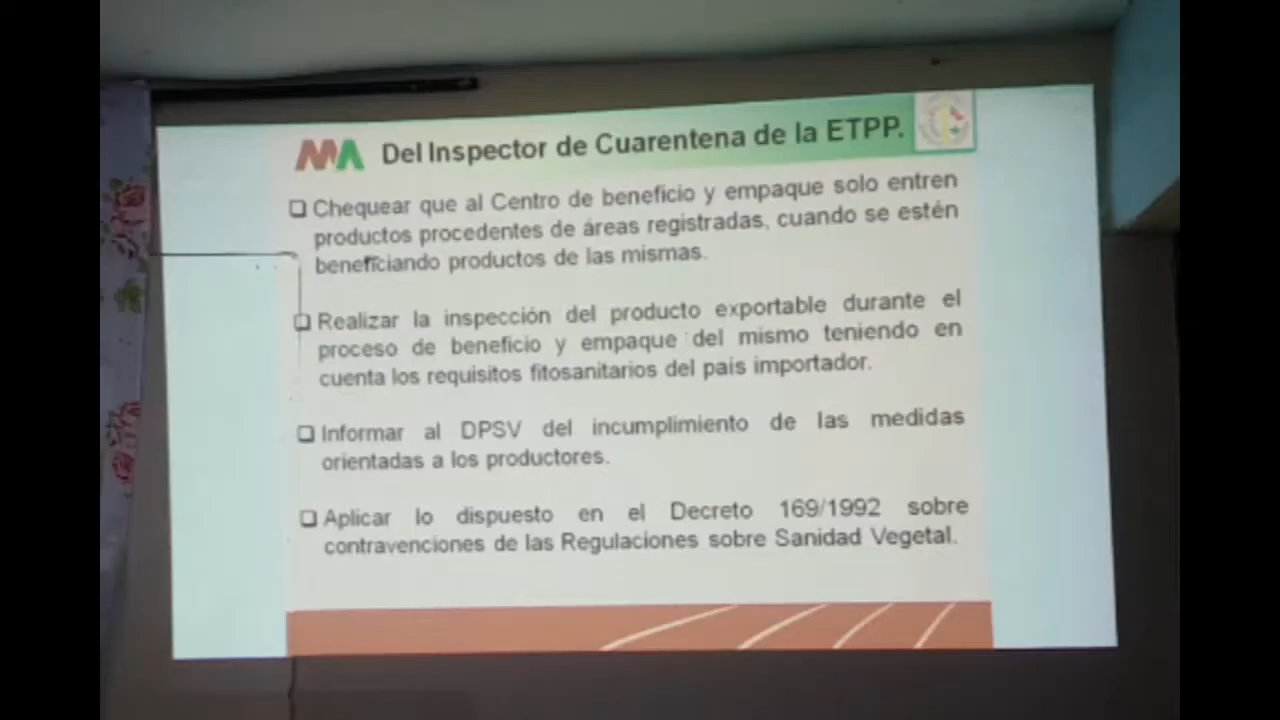 MA Del Inspector de Cuarentena de la ETPP.
❑ Chequear que al Centro de beneficio y empaque solo entren
productos procedentes de áreas registradas, cuando se estén
beneficiando productos de las mismas.
❑ Realizar la inspección del producto exportable durante el
proceso de beneficio y empaque del mismo teniendo en
cuenta los requisitos fitosanitarios del pais importador.
❑ Informar al DPSV del incumplimiento de las medidas
orientadas a los productores.
❑ Aplicar lo dispuesto en el Decreto 169/1992 sobre
contravenciones de las Regulaciones sobre Sanidad Vegetal.